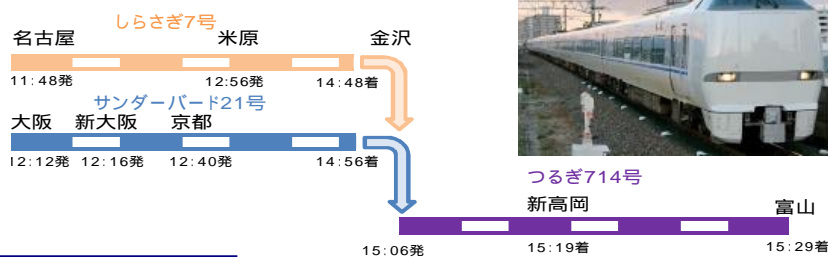 しらさぎ7号
名古屋 米原 金沢
11:48発 12:56発 14:48着
サンダーバード21号
大阪 新大阪 京都
12:12発 12:16発 12:40発 14:56着
つるぎ714号
新高岡 富山
15:06発 15:19着 15:29着